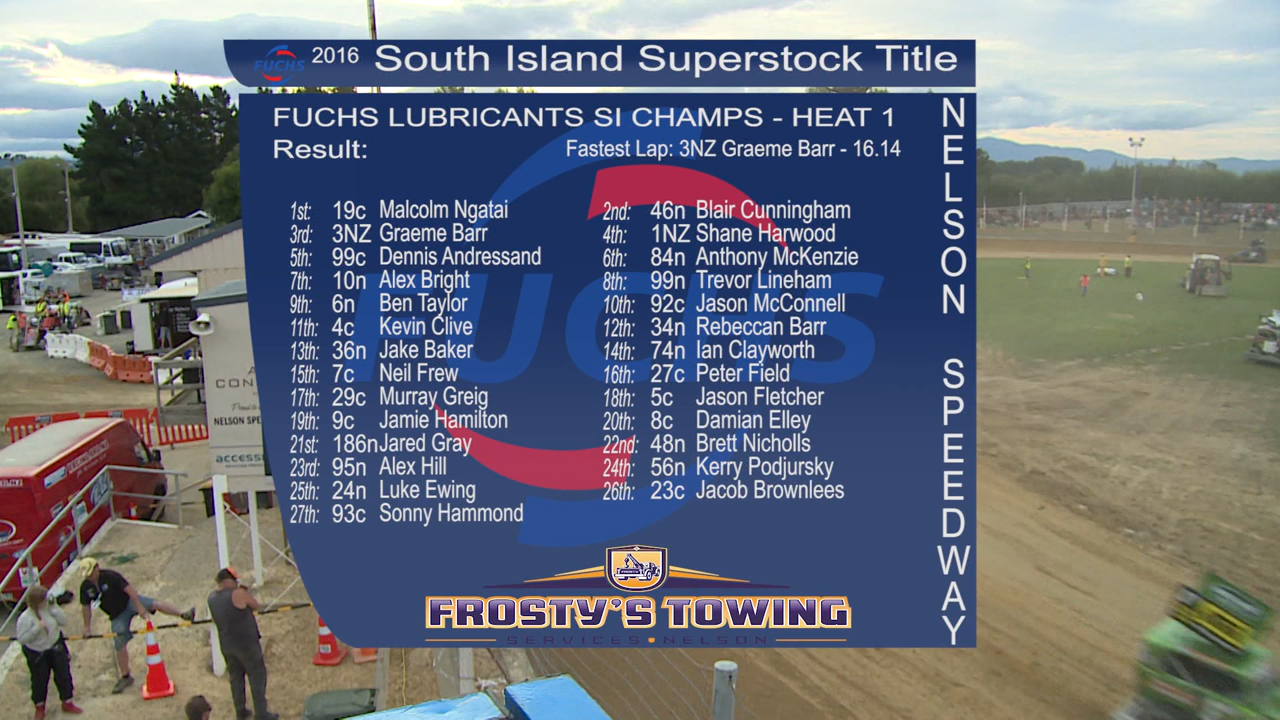 FUCHS 2016 South Island Superstock Title
FUCHS LUBRICANTS SI CHAMPS - HEAT 1
Result:
Fastest Lap: 3NZ Graeme Barr - 16.14
1st: 19c Malcolm Ngatai
2nd: 46n Blair Cunningham
3rd: 3NZ Graeme Barr
4th: 1NZ Shane Harwood
5th: 99c Dennis Andressand
6th: 84n Anthony McKenzie
7th: 10n Alex Bright
8th: 99n Trevor Lineham
9th: 6n Ben Taylor
10th: 92c Jason McConnell
11th: 4c Kevin Clive
12th: 34n Rebeccan Barr
13th: 36n Jake Baker
14th: 74n Ian Clayworth
15th: 7c Neil Frew
16th: 27c Peter Field
17th: 29c Murray Greig
18th: 5c Jason Fletcher
19th: 9c Jamie Hamilton
20th: 8c Damian Elley
21st: 186n Jared Gray
22nd: 48n Brett Nicholls
23rd: 95n Alex Hill
24th: 56n Kerry Podjursky
25th: 24n Luke Ewing
26th: 23c Jacob Brownlees
27th: 93c Sonny Hammond
FUCHS
FROSTY'S TOWING
SERVICES NELSON
NELSON SPEEDWAY
CON
NELSON SPE
access